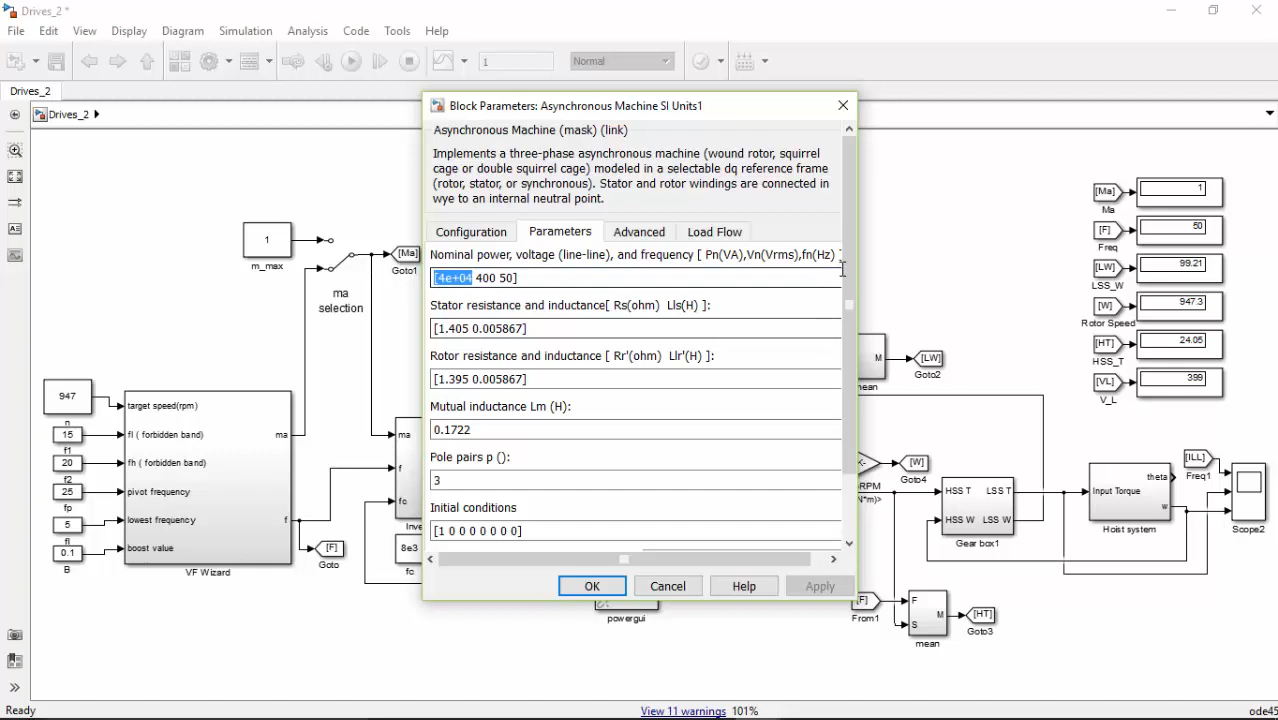 Drives_2 *
File Edit View Display Diagram Simulation Analysis Code Tools Help
1
Normal
Drives_2
Drives_2
Block Parameters: Asynchronous Machine SI Units1
Asynchronous Machine (mask) (link)
Implements a three-phase asynchronous machine (wound rotor, squirrel
cage or double squirrel cage) modeled in a selectable dq reference frame
(rotor, stator, or synchronous). Stator and rotor windings are connected in
wye to an internal neutral point.
Configuration Parameters Advanced Load Flow
Nominal power, voltage (line-line), and frequency [ Pn(VA),Vn(Vrms),fn(Hz)
[4e+04 400 50]
Stator resistance and inductance[ Rs(ohm) Lls(H) ]:
[1.405 0.005867]
Rotor resistance and inductance [ Rr'(ohm) Llr'(H) ]:
[1.395 0.005867]
Mutual inductance Lm (H):
0.1722
Pole pairs p ():
3
Initial conditions
[1 0 0 0 0 0 0 0]
OK Cancel Help Apply
1
m_max
[Ma]
Goto1
ma
selection
947
n
15
f1
20
f2
25
fp
5
fl
0.1
B
target speed(rpm)
fl ( forbidden band)
fh ( forbidden band)
pivot frequency
lowest frequency
boost value
ma
f
VF Wizard
[F]
Goto
ma
f
fc
Inve
8e3
fc
powergui
M
ean
[LW]
Goto2
K-
RPM
N*m)>
[W]
Goto4
[F]
From1
F
S
M
mean
[HT]
Goto3
HSS T
HSS W
LSS T
LSS W
Gear box1
Input Torque
theta
w
Hoist system
[ILL]
Freq1
Scope2
[Ma]
Ma
1
[F]
Freq
50
[LW]
LSS_W
99.21
[W]
Rotor Speed
947.3
[HT]
HSS_T
24.05
[VL]
V_L
399
Ready
View 11 warnings 101%
ode45